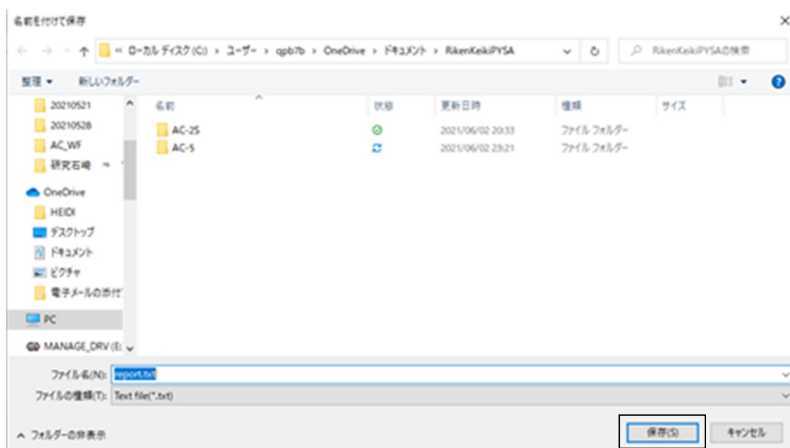 名前を付けて保存
« ローカル ディスク (C:) › ユーザー › qpb7b › OneDrive › ドキュメント › RikenKeikiPYSA
RikenKeikiPYSAの検索
整理 新しいフォルダー
名前 状態 更新日時 種類 サイズ
20210521
20210528
AC_WF
研究石崎
OneDrive
HEIDI
デスクトップ
ドキュメント
ピクチャ
電子メールの添付
PC
MANAGE_DRV (E:
AC-2S 2021/06/02 20:33 ファイル フォルダー
AC-5 2021/06/02 23:21 ファイル フォルダー
ファイル名(N): report.txt
ファイルの種類(T): Text file(*.txt)
フォルダーの非表示
保存(S) キャンセル